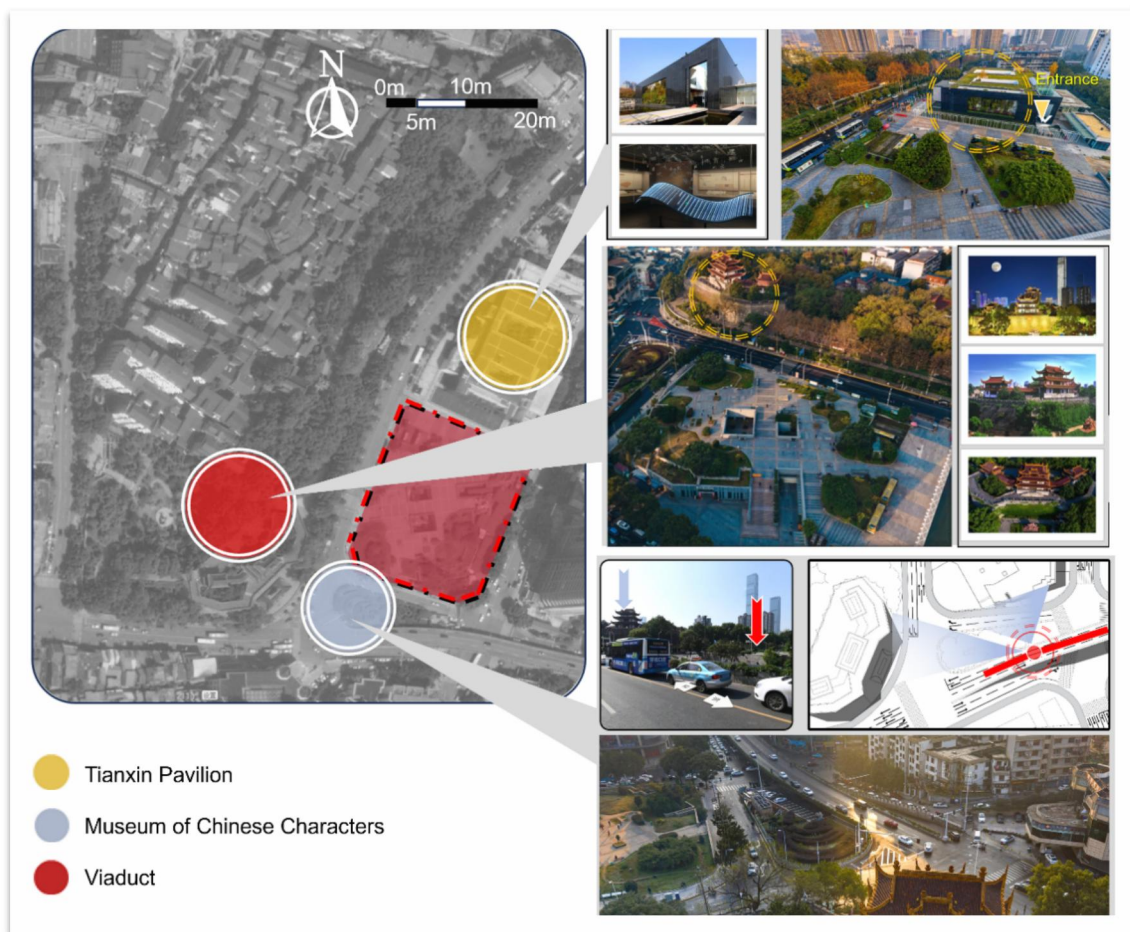 N
0m 10m
5m 20m
Entrance
Tianxin Pavilion
Museum of Chinese Characters
Viaduct